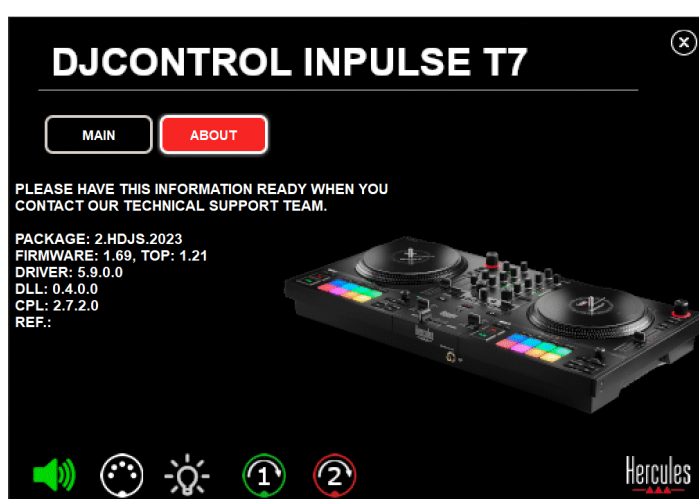 DJCONTROL INPULSE T7
MAIN
ABOUT
PLEASE HAVE THIS INFORMATION READY WHEN YOU
CONTACT OUR TECHNICAL SUPPORT TEAM.
PACKAGE: 2.HDJS.2023
FIRMWARE: 1.69, TOP: 1.21
DRIVER: 5.9.0.0
DLL: 0.4.0.0
CPL: 2.7.2.0
REF.:
1
2
Hercules